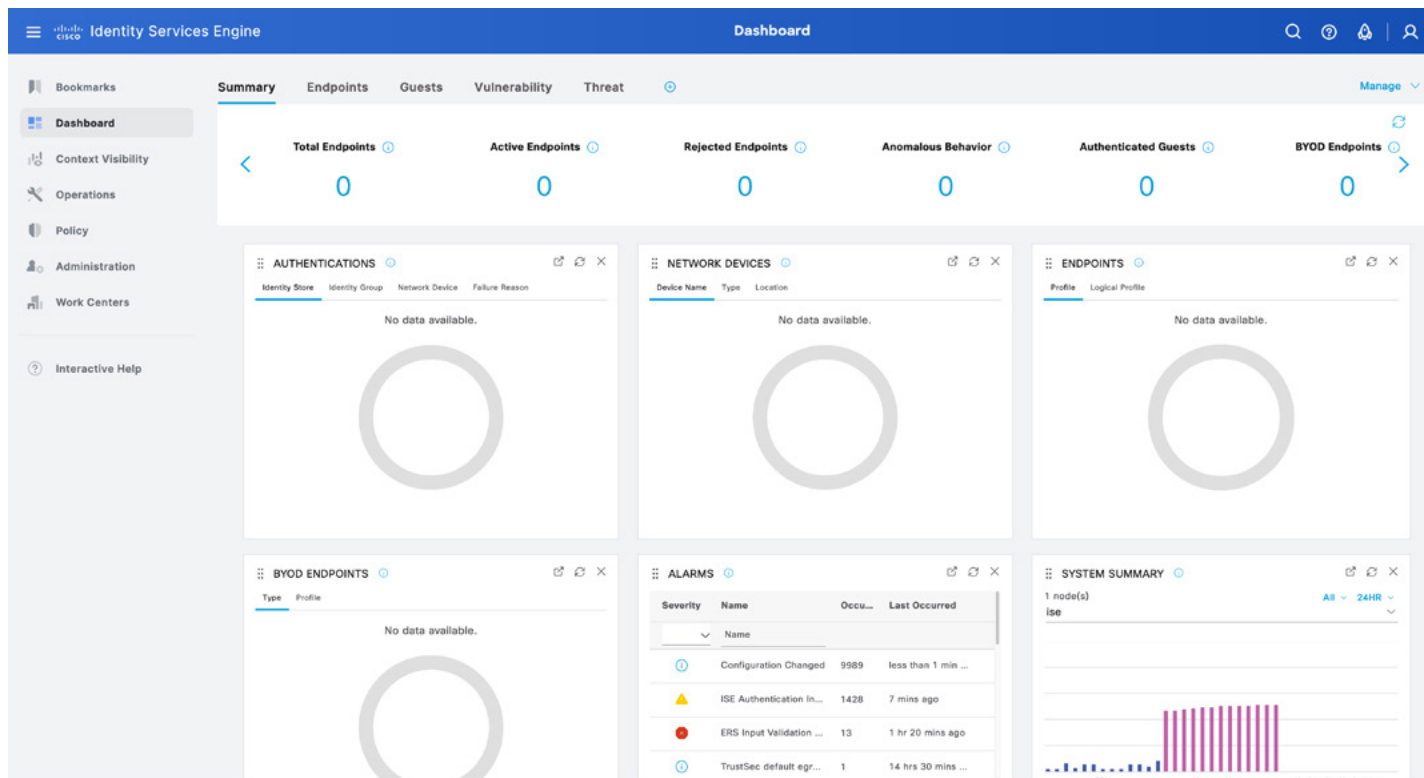 cisco Identity Services Engine
Dashboard
Bookmarks
Dashboard
Context Visibility
Operations
Policy
Administration
Work Centers
Interactive Help
Summary Endpoints Guests Vulnerability Threat
Manage
Total Endpoints Active Endpoints Rejected Endpoints Anomalous Behavior Authenticated Guests BYOD Endpoints
0 0 0 0 0 0
AUTHENTICATIONS
Identity Store Identity Group Network Device Failure Reason
No data available.
NETWORK DEVICES
Device Name Type Location
No data available.
ENDPOINTS
Profile Logical Profile
No data available.
BYOD ENDPOINTS
Type Profile
No data available.
ALARMS
Severity Name Occu... Last Occurred
Name
Configuration Changed 9989 less than 1 min ...
ISE Authentication In... 1428 7 mins ago
ERS Input Validation ... 13 1 hr 20 mins ago
TrustSec default egr... 1 14 hrs 30 mins ...
SYSTEM SUMMARY
1 node(s) All 24HR
ise